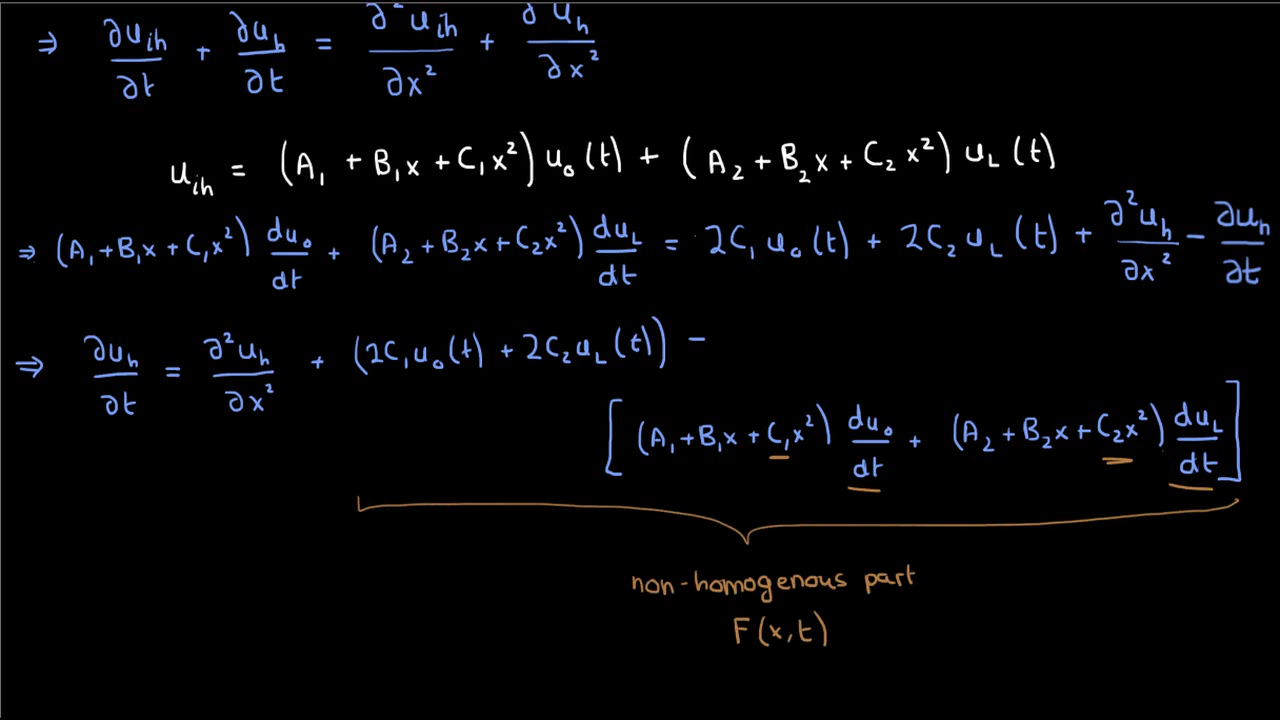 ⇒ ∂u_ih/∂t + ∂u_h/∂t = ∂²u_ih/∂x² + ∂²u_h/∂x²
u_ih = (A₁ + B₁x + C₁x²) u₀(t) + (A₂ + B₂x + C₂x²) u_L(t)
⇒ (A₁+B₁x+C₁x²) du₀/dt + (A₂+B₂x+C₂x²) du_L/dt = 2C₁u₀(t) + 2C₂u_L(t) + ∂²u_h/∂x² − ∂u_h/∂t
⇒ ∂u_h/∂t = ∂²u_h/∂x² + (2C₁u₀(t) + 2C₂u_L(t)) −
[(A₁+B₁x+C₁x²) du₀/dt + (A₂+B₂x+C₂x²) du_L/dt]
non-homogenous part
F(x,t)